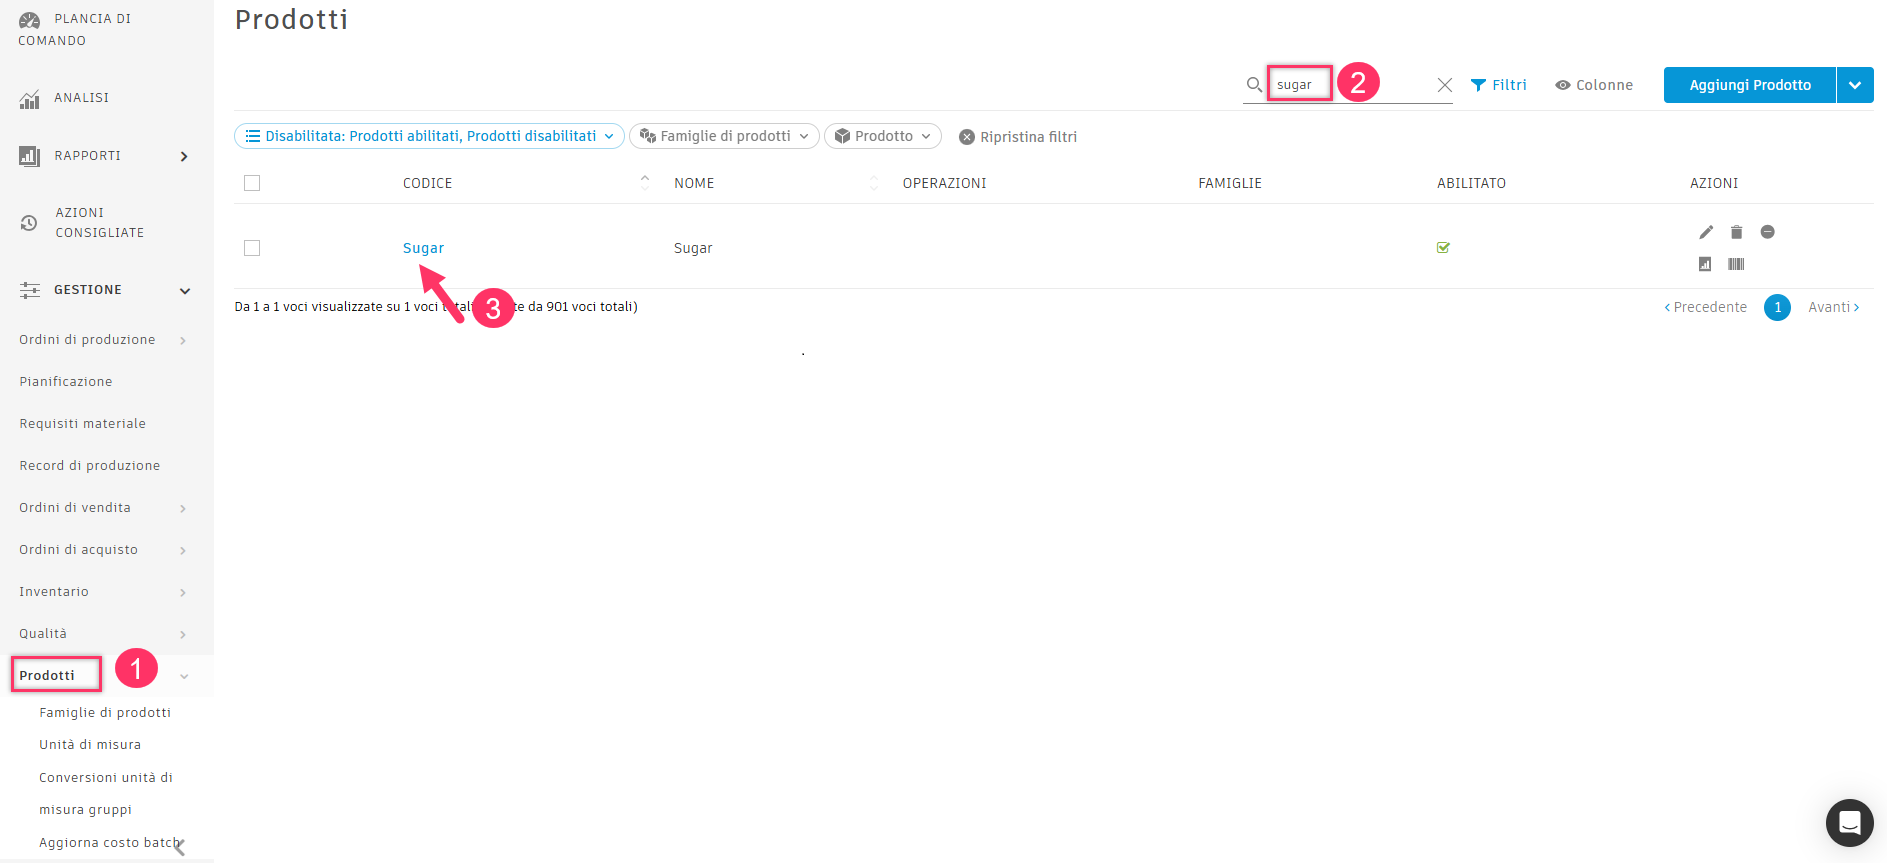 PLANCIA DI
COMANDO
ANALISI
RAPPORTI
AZIONI
CONSIGLIATE
GESTIONE
Ordini di produzione
Pianificazione
Requisiti materiale
Record di produzione
Ordini di vendita
Ordini di acquisto
Inventario
Qualità
Prodotti
1
Famiglie di prodotti
Unità di misura
Conversioni unità di
misura gruppi
Aggiorna costo batch
Prodotti
sugar
2
Filtri
Colonne
Aggiungi Prodotto
Disabilitata: Prodotti abilitati, Prodotti disabilitati
Famiglie di prodotti
Prodotto
Ripristina filtri
CODICE NOME OPERAZIONI FAMIGLIE ABILITATO AZIONI
Sugar Sugar
3
Da 1 a 1 voci visualizzate su 1 voci te da 901 voci totali)
Precedente 1 Avanti
.